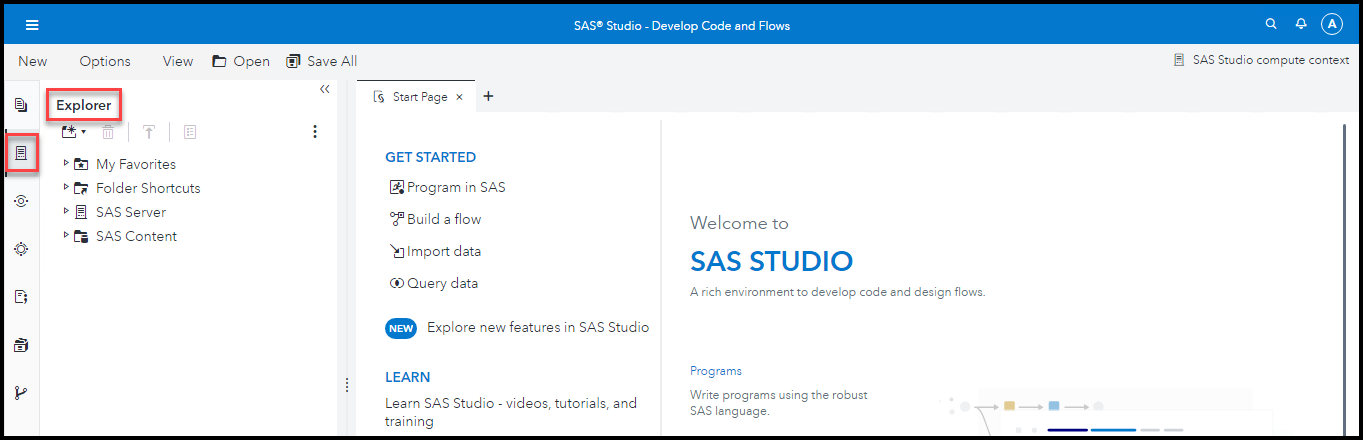 SAS® Studio - Develop Code and Flows
A
New Options View Open Save All
SAS Studio compute context
Explorer
Start Page
My Favorites
Folder Shortcuts
SAS Server
SAS Content
GET STARTED
Program in SAS
Build a flow
Import data
Query data
NEW Explore new features in SAS Studio
LEARN
Learn SAS Studio - videos, tutorials, and
training
Welcome to
SAS STUDIO
A rich environment to develop code and design flows.
Programs
Write programs using the robust
SAS language.